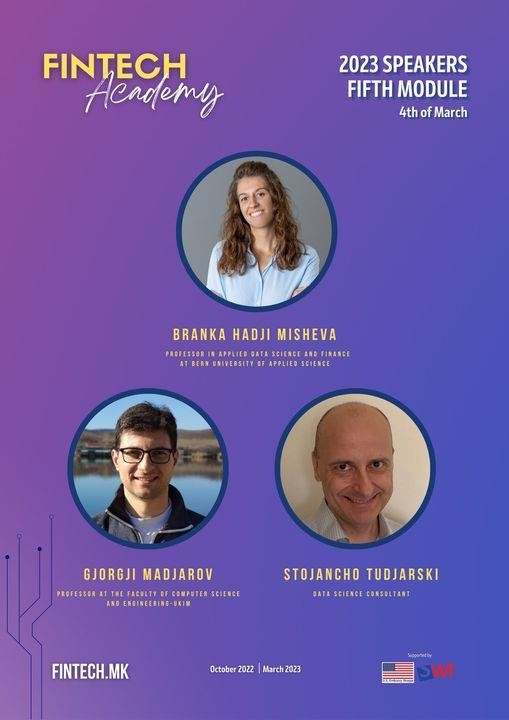 FINTECH
Academy
2023 SPEAKERS
FIFTH MODULE
4th of March
BRANKA HADJI MISHEVA
PROFESSOR IN APPLIED DATA SCIENCE AND FINANCE
AT BERN UNIVERSITY OF APPLIED SCIENCE
GJORGJI MADJAROV
PROFESSOR AT THE FACULTY OF COMPUTER SCIENCE
AND ENGINEERING-UKIM
STOJANCHO TUDJARSKI
DATA SCIENCE CONSULTANT
Supported by:
FINTECH.MK
October 2022 | March 2023
U.S. Embassy Skopje